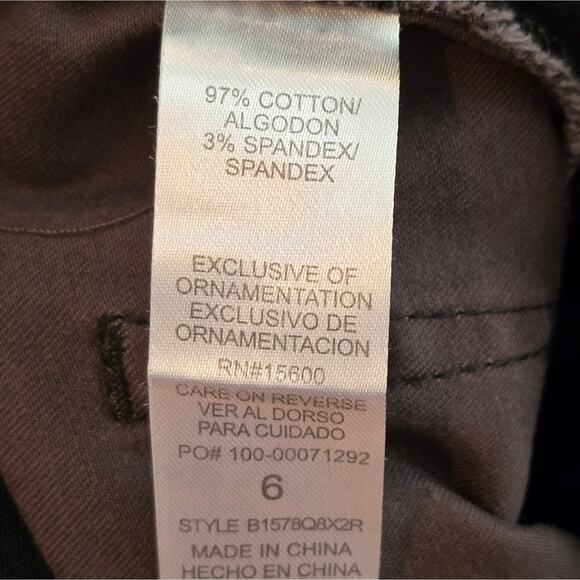 97% COTTON/
ALGODON
3% SPANDEX/
SPANDEX
EXCLUSIVE OF
ORNAMENTATION
EXCLUSIVO DE
ORNAMENTACION
RN#15600
CARE ON REVERSE
VER AL DORSO
PARA CUIDADO
PO# 100-00071292
6
STYLE B1578Q8X2R
MADE IN CHINA
HECHO EN CHINA